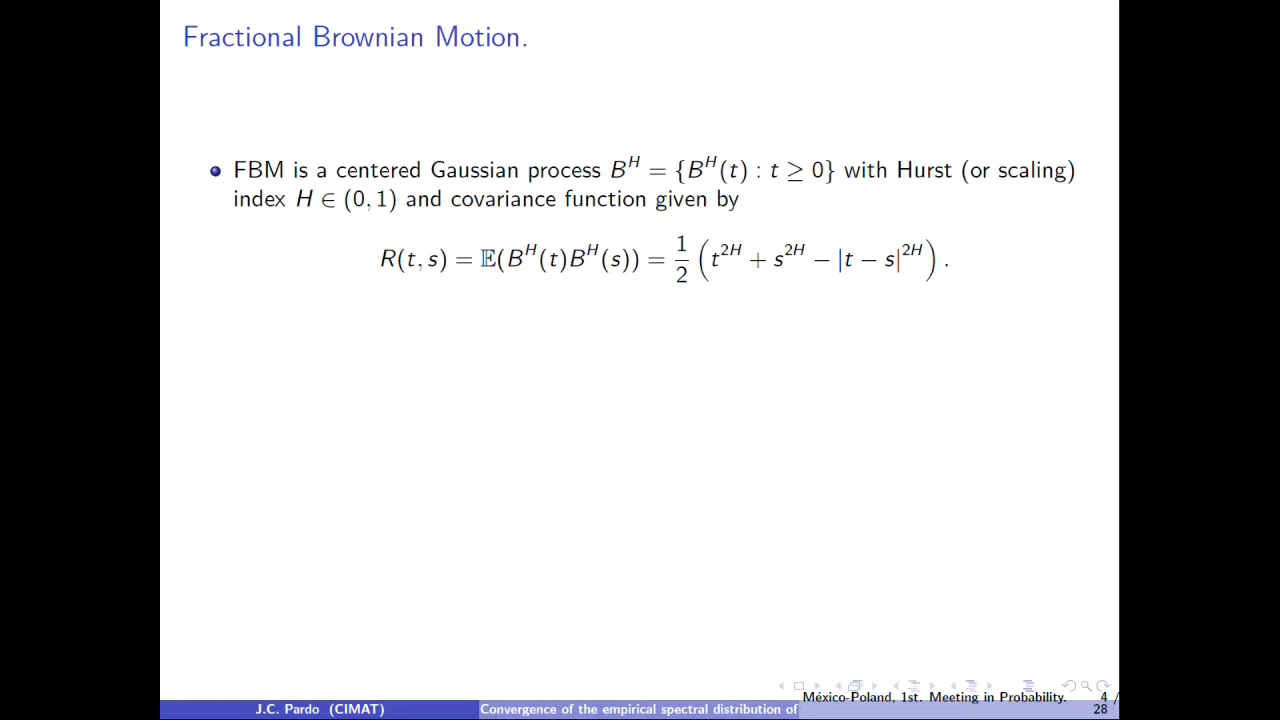 Fractional Brownian Motion.
FBM is a centered Gaussian process B^H = {B^H(t) : t ≥ 0} with Hurst (or scaling)
index H ∈ (0, 1) and covariance function given by
R(t, s) = 𝔼(B^H(t)B^H(s)) = 1/2 (t^{2H} + s^{2H} − |t − s|^{2H}).
México-Poland, 1st. Meeting in Probability. 4 /
J.C. Pardo (CIMAT) Convergence of the empirical spectral distribution of 28